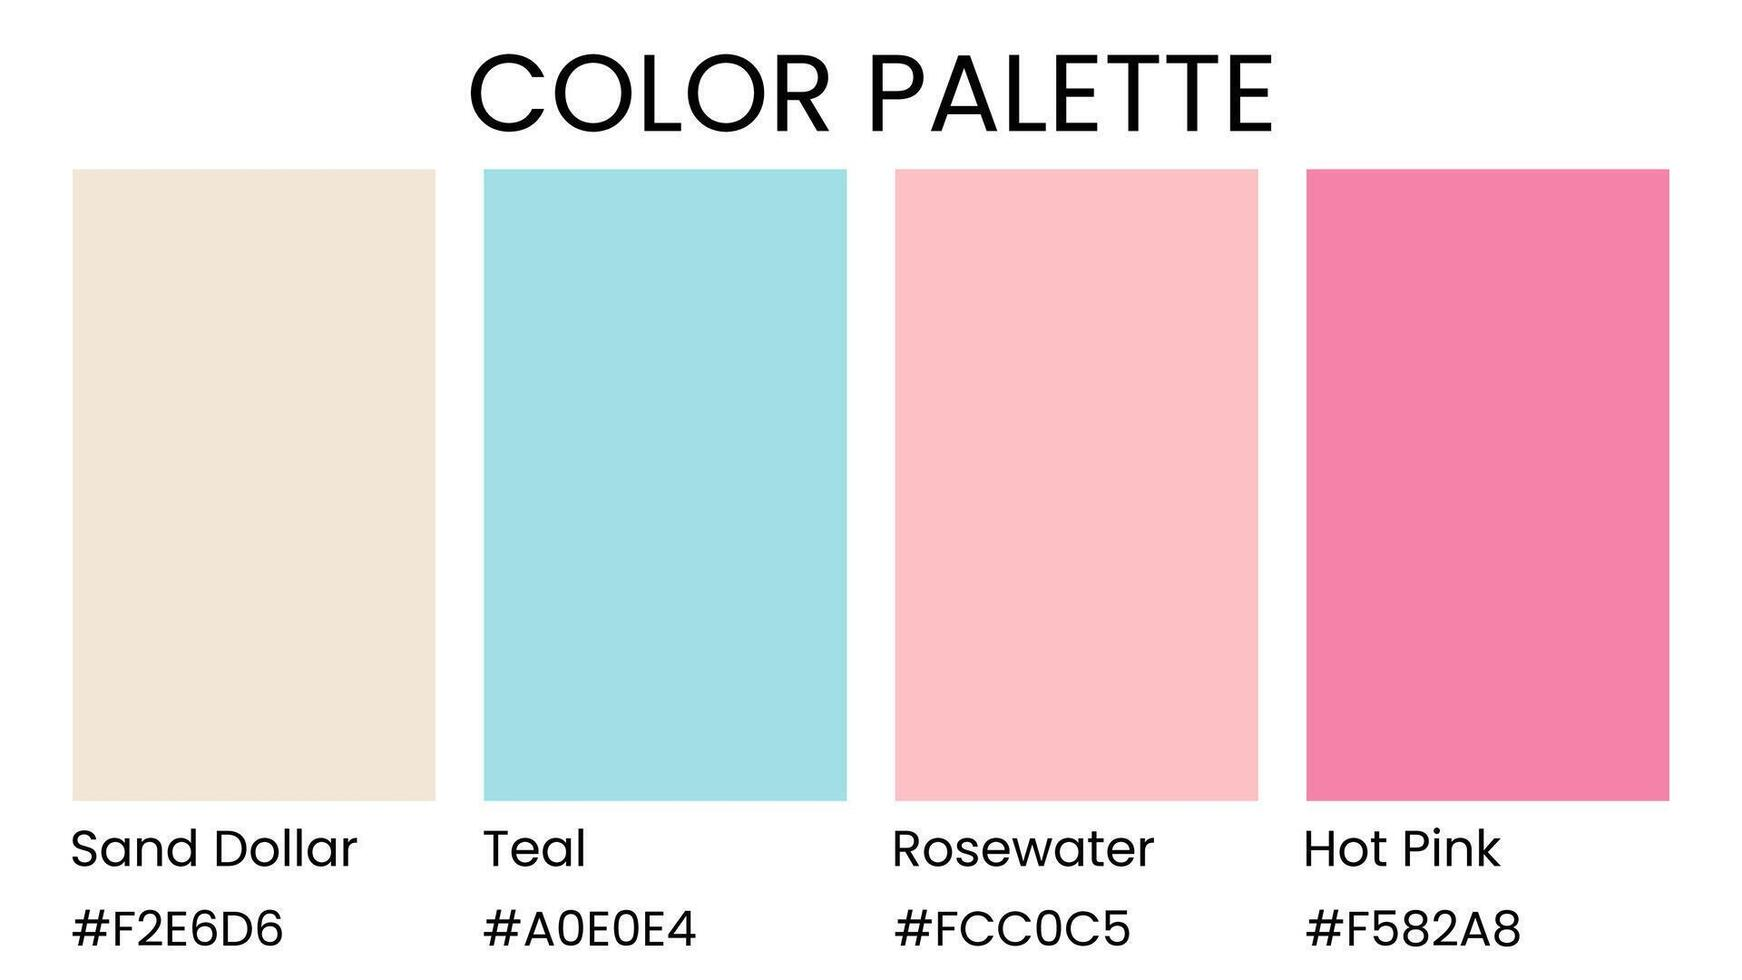 COLOR PALETTE
Sand Dollar
Teal
Rosewater
Hot Pink
#F2E6D6
#A0E0E4
#FCC0C5
#F582A8